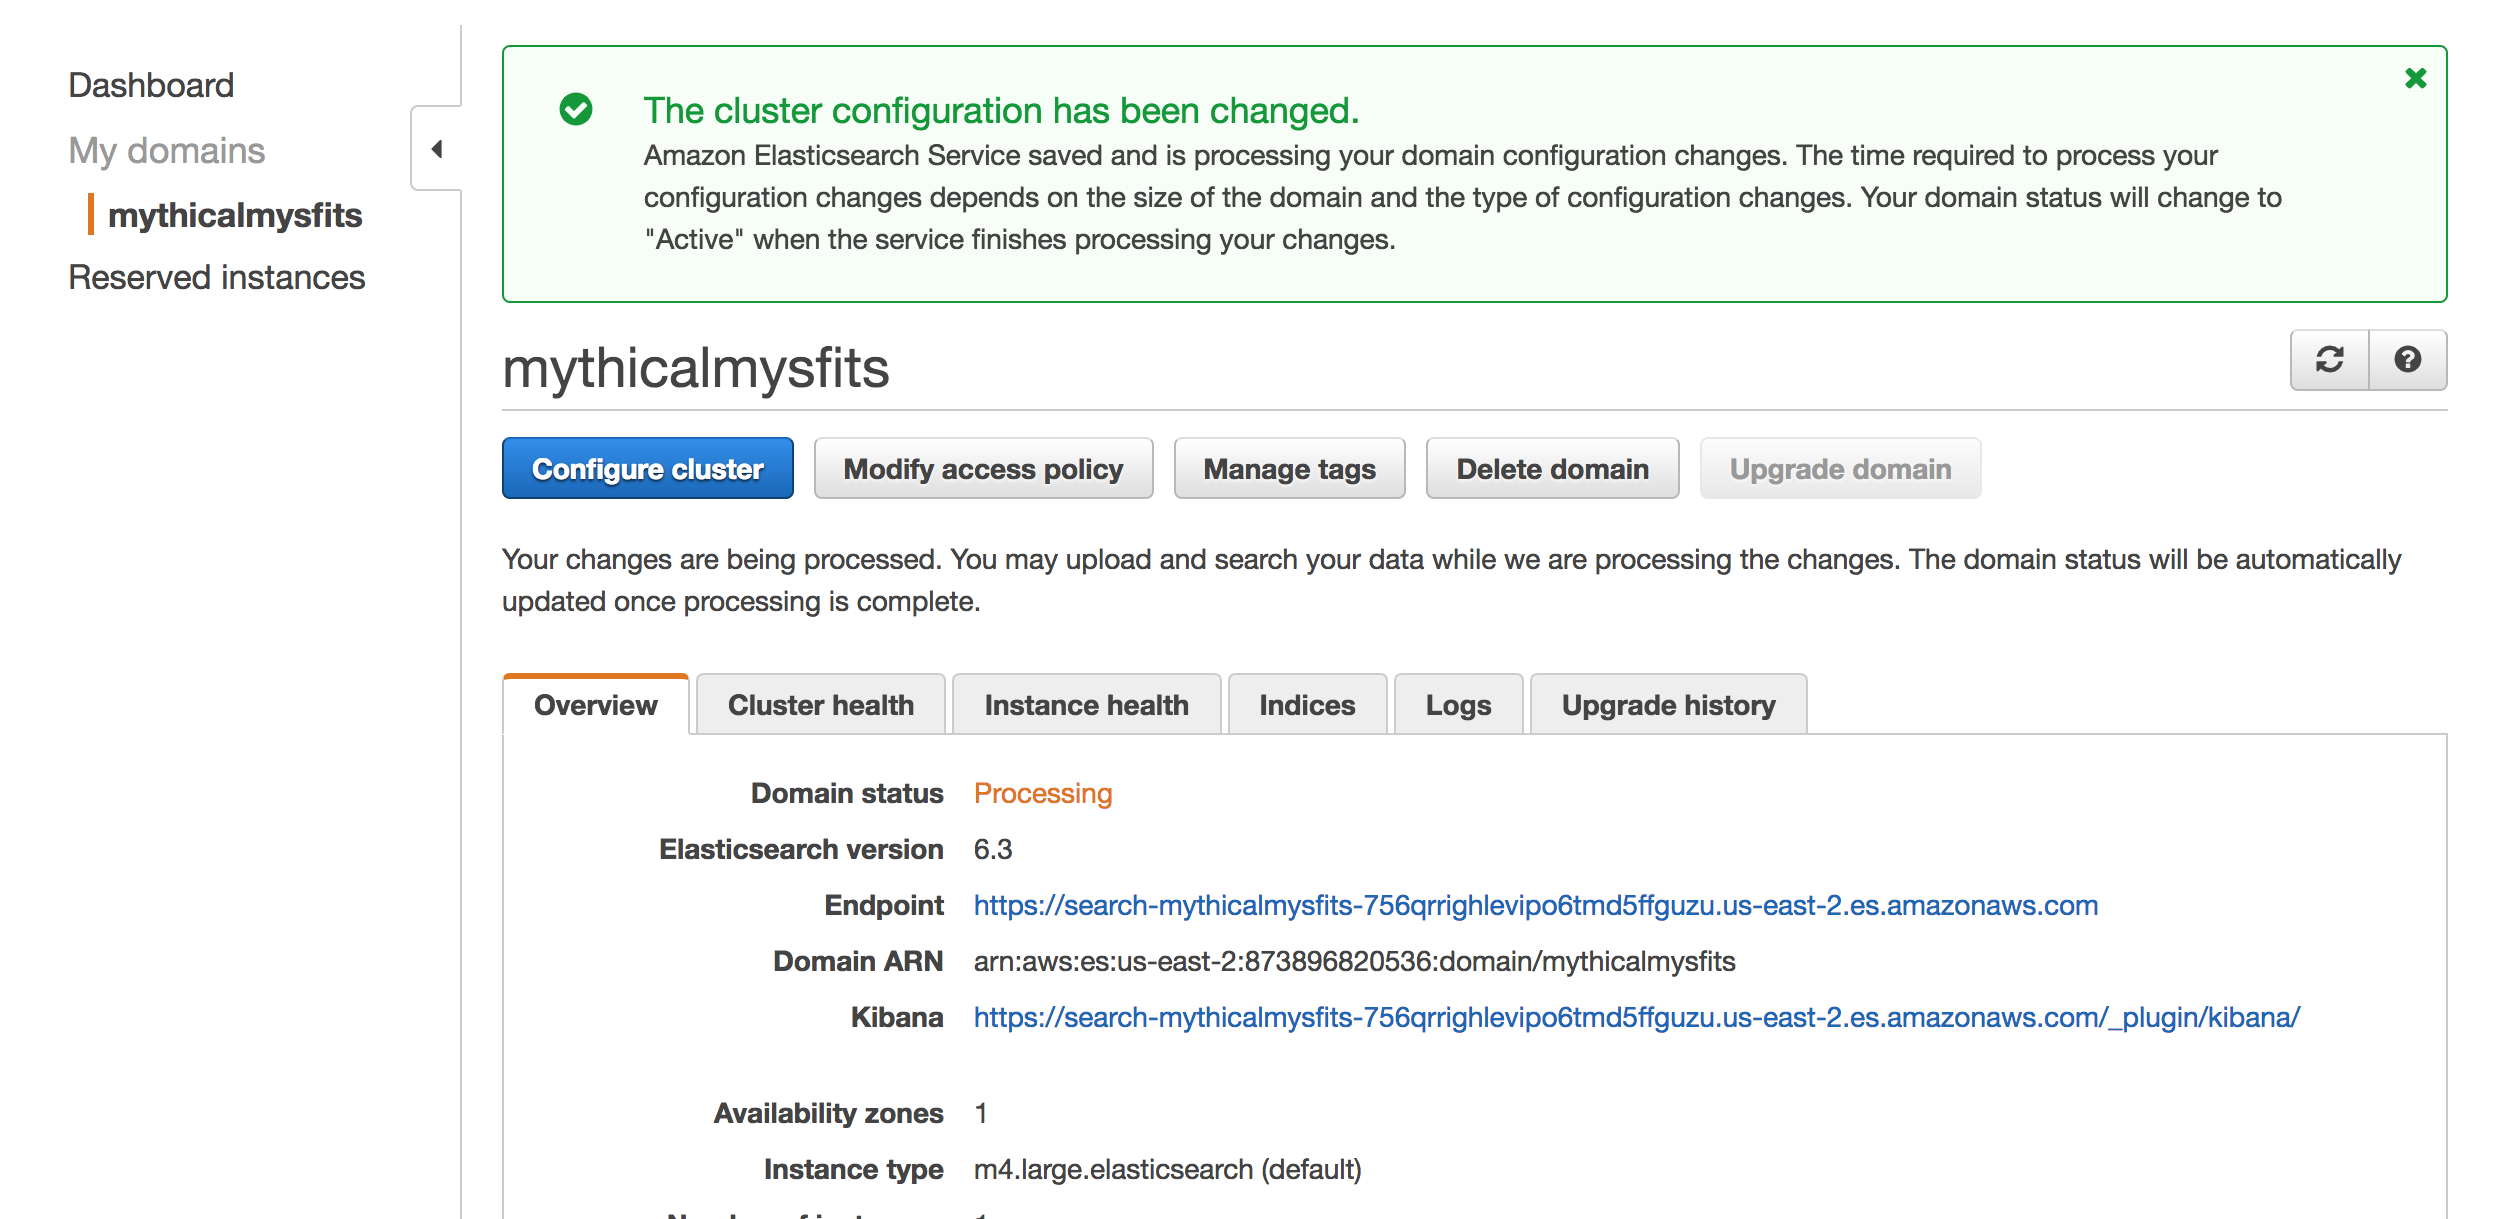 Dashboard
My domains
mythicalmysfits
Reserved instances
The cluster configuration has been changed.
Amazon Elasticsearch Service saved and is processing your domain configuration changes. The time required to process your
configuration changes depends on the size of the domain and the type of configuration changes. Your domain status will change to
"Active" when the service finishes processing your changes.
mythicalmysfits
Configure cluster Modify access policy Manage tags Delete domain Upgrade domain
Your changes are being processed. You may upload and search your data while we are processing the changes. The domain status will be automatically
updated once processing is complete.
Overview Cluster health Instance health Indices Logs Upgrade history
Domain status Processing
Elasticsearch version 6.3
Endpoint https://search-mythicalmysfits-756qrrighlevipo6tmd5ffguzu.us-east-2.es.amazonaws.com
Domain ARN arn:aws:es:us-east-2:873896820536:domain/mythicalmysfits
Kibana https://search-mythicalmysfits-756qrrighlevipo6tmd5ffguzu.us-east-2.es.amazonaws.com/_plugin/kibana/
Availability zones 1
Instance type m4.large.elasticsearch (default)